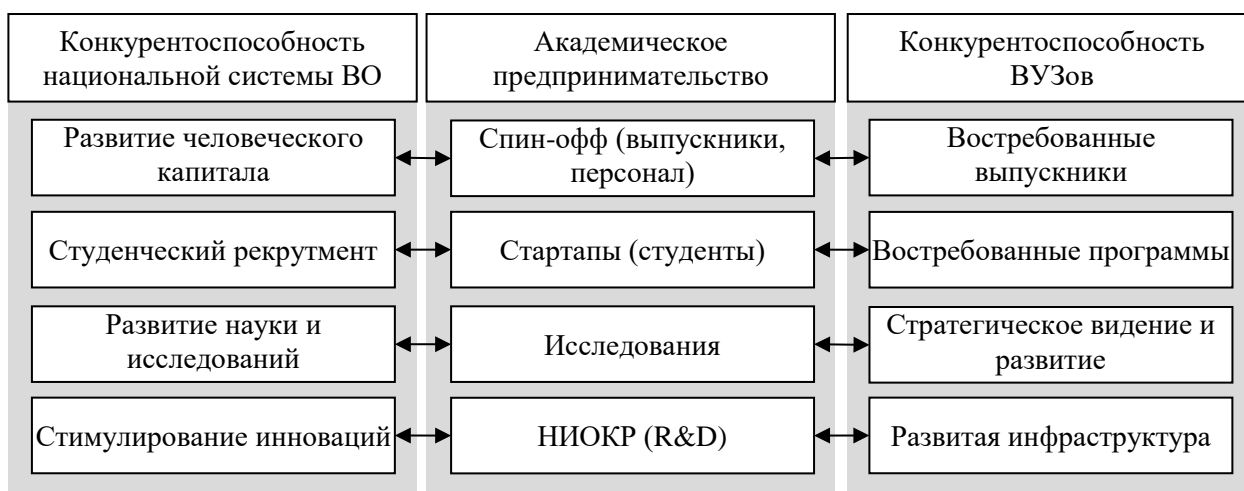 Конкурентоспособность
национальной системы ВО
Академическое
предпринимательство
Конкурентоспособность
ВУЗов
Развитие человеческого
капитала
Спин-офф (выпускники,
персонал)
Востребованные
выпускники
Студенческий рекрутмент
Стартапы (студенты)
Востребованные программы
Развитие науки и
исследований
Исследования
Стратегическое видение и
развитие
Стимулирование инноваций
НИОКР (R&D)
Развитая инфраструктура